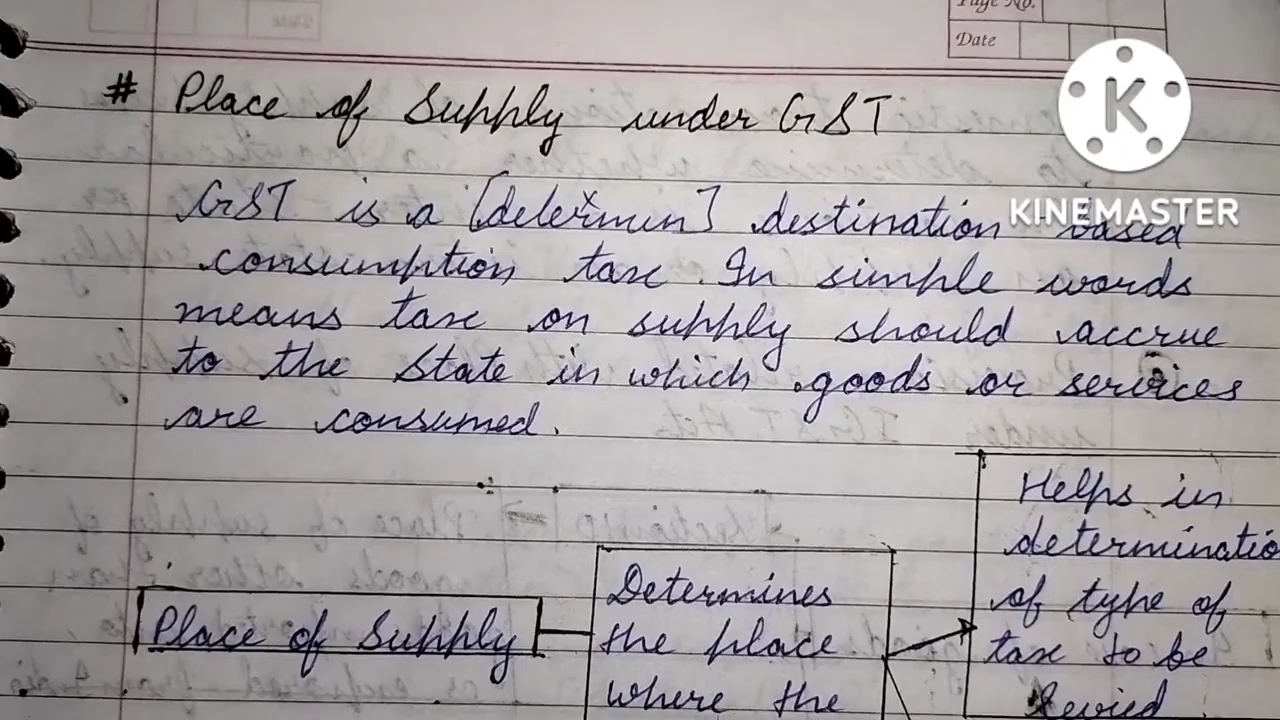 Page No.
Date
# Place of Supply under GST
K
KINEMASTER
GST is a [determin] destination based
consumption tax. In simple words
means tax on supply should accrue
to the State in which goods or services
are consumed.
Place of Supply
Determines
the place
where the
Helps in
determinatio
of type of
tax to be
levied